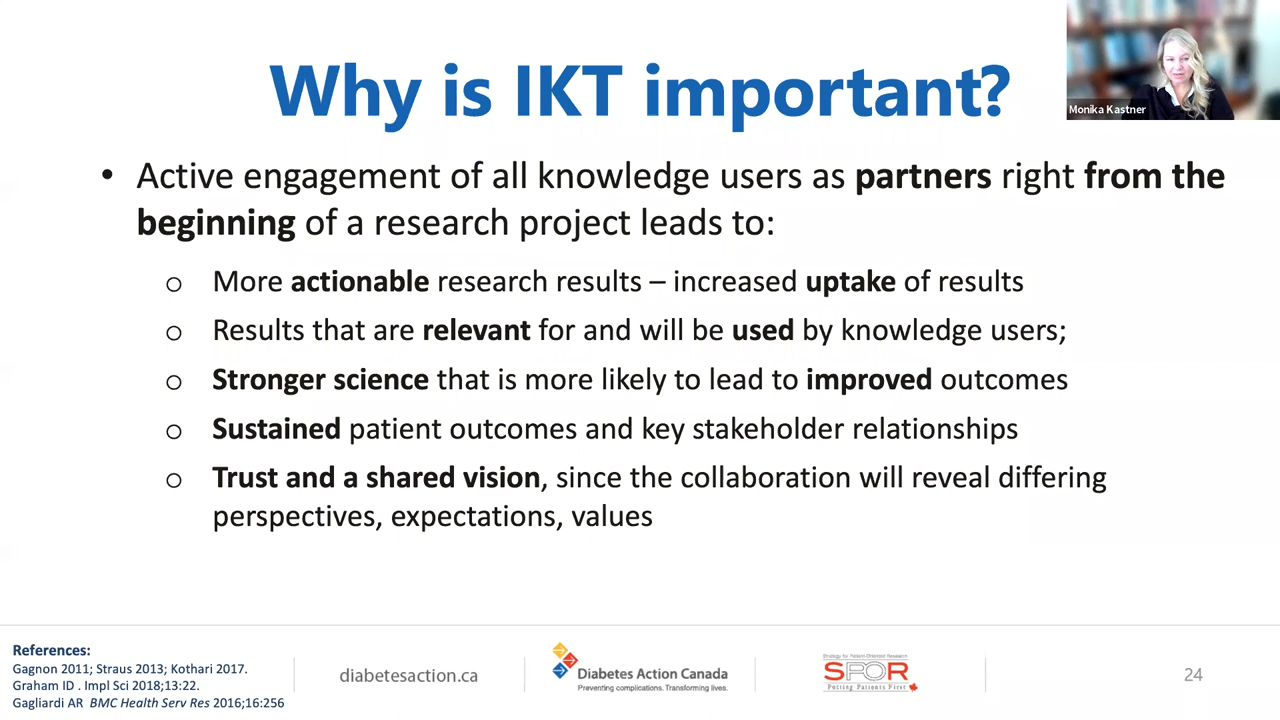 Why is IKT important?
Monika Kastner
• Active engagement of all knowledge users as partners right from the
beginning of a research project leads to:
o More actionable research results – increased uptake of results
o Results that are relevant for and will be used by knowledge users;
o Stronger science that is more likely to lead to improved outcomes
o Sustained patient outcomes and key stakeholder relationships
o Trust and a shared vision, since the collaboration will reveal differing
perspectives, expectations, values
References:
Gagnon 2011; Straus 2013; Kothari 2017.
Graham ID . Impl Sci 2018;13:22.
Gagliardi AR BMC Health Serv Res 2016;16:256
diabetesaction.ca
Diabetes Action Canada
Preventing complications. Transforming lives.
Strategy for Patient-Oriented Research
SPOR
Putting Patients First
24